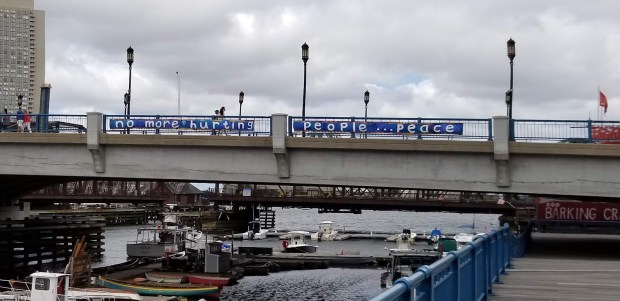 no more hurting people... peace
BARKING CR